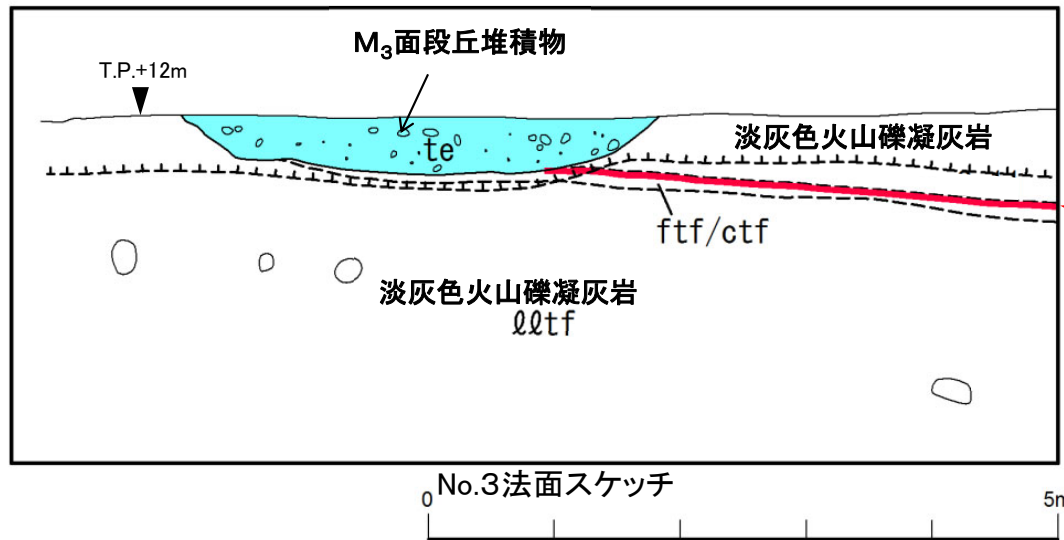 M₃面段丘堆積物
T.P.+12m
te
淡灰色火山礫凝灰岩
ftf/ctf
淡灰色火山礫凝灰岩
ℓℓtf
No.3法面スケッチ
0
5m